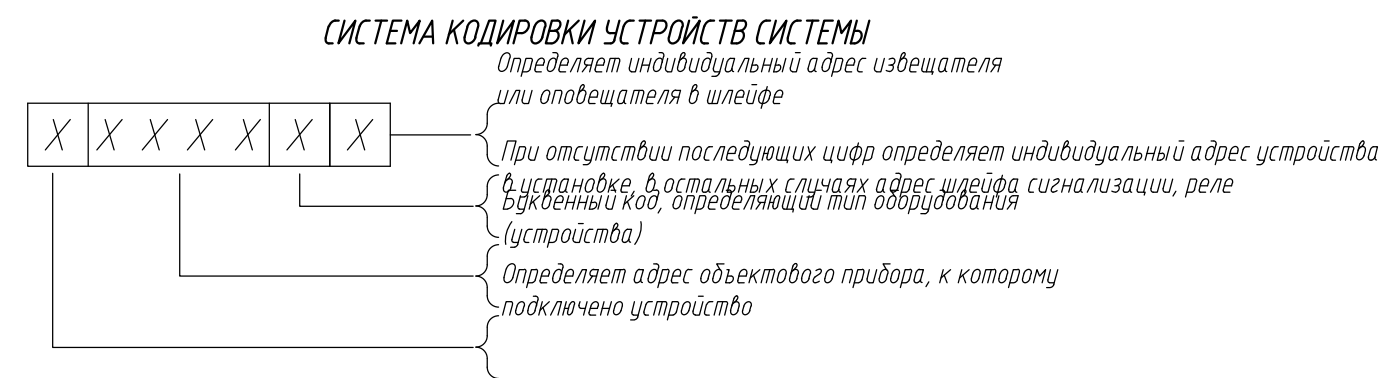 СИСТЕМА КОДИРОВКИ УСТРОЙСТВ СИСТЕМЫ
Определяет индивидуальный адрес извещателя
или оповещателя в шлейфе
X X X X X X X
При отсутствии последующих цифр определяет индивидуальный адрес устройства
в установке, в остальных случаях адрес шлейфа сигнализации, реле
Буквенный код, определяющий тип оборудования
(устройства)
Определяет адрес объектового прибора, к которому
подключено устройство